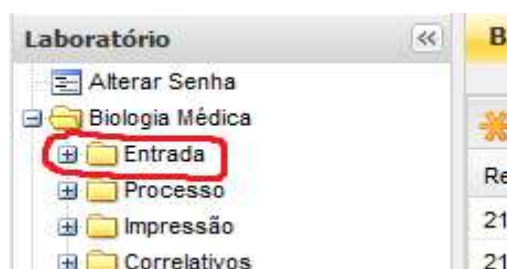 Laboratório
Alterar Senha
Biologia Médica
Entrada
Processo
Impressão
Correlativos
B
Re
21
21